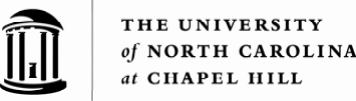 THE UNIVERSITY
of NORTH CAROLINA
at CHAPEL HILL